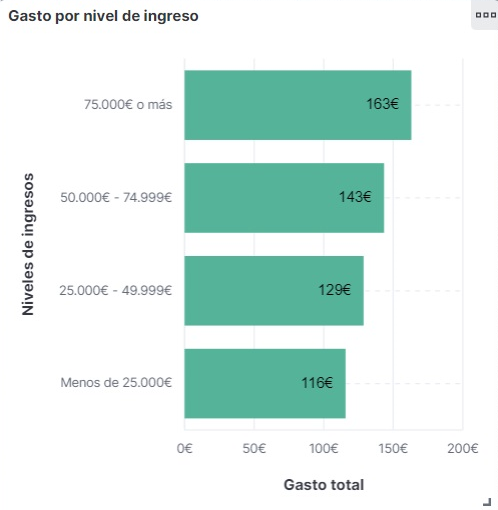 Gasto por nivel de ingreso
Niveles de ingresos
75.000€ o más
163€
50.000€ - 74.999€
143€
25.000€ - 49.999€
129€
Menos de 25.000€
116€
0€ 50€ 100€ 150€ 200€
Gasto total